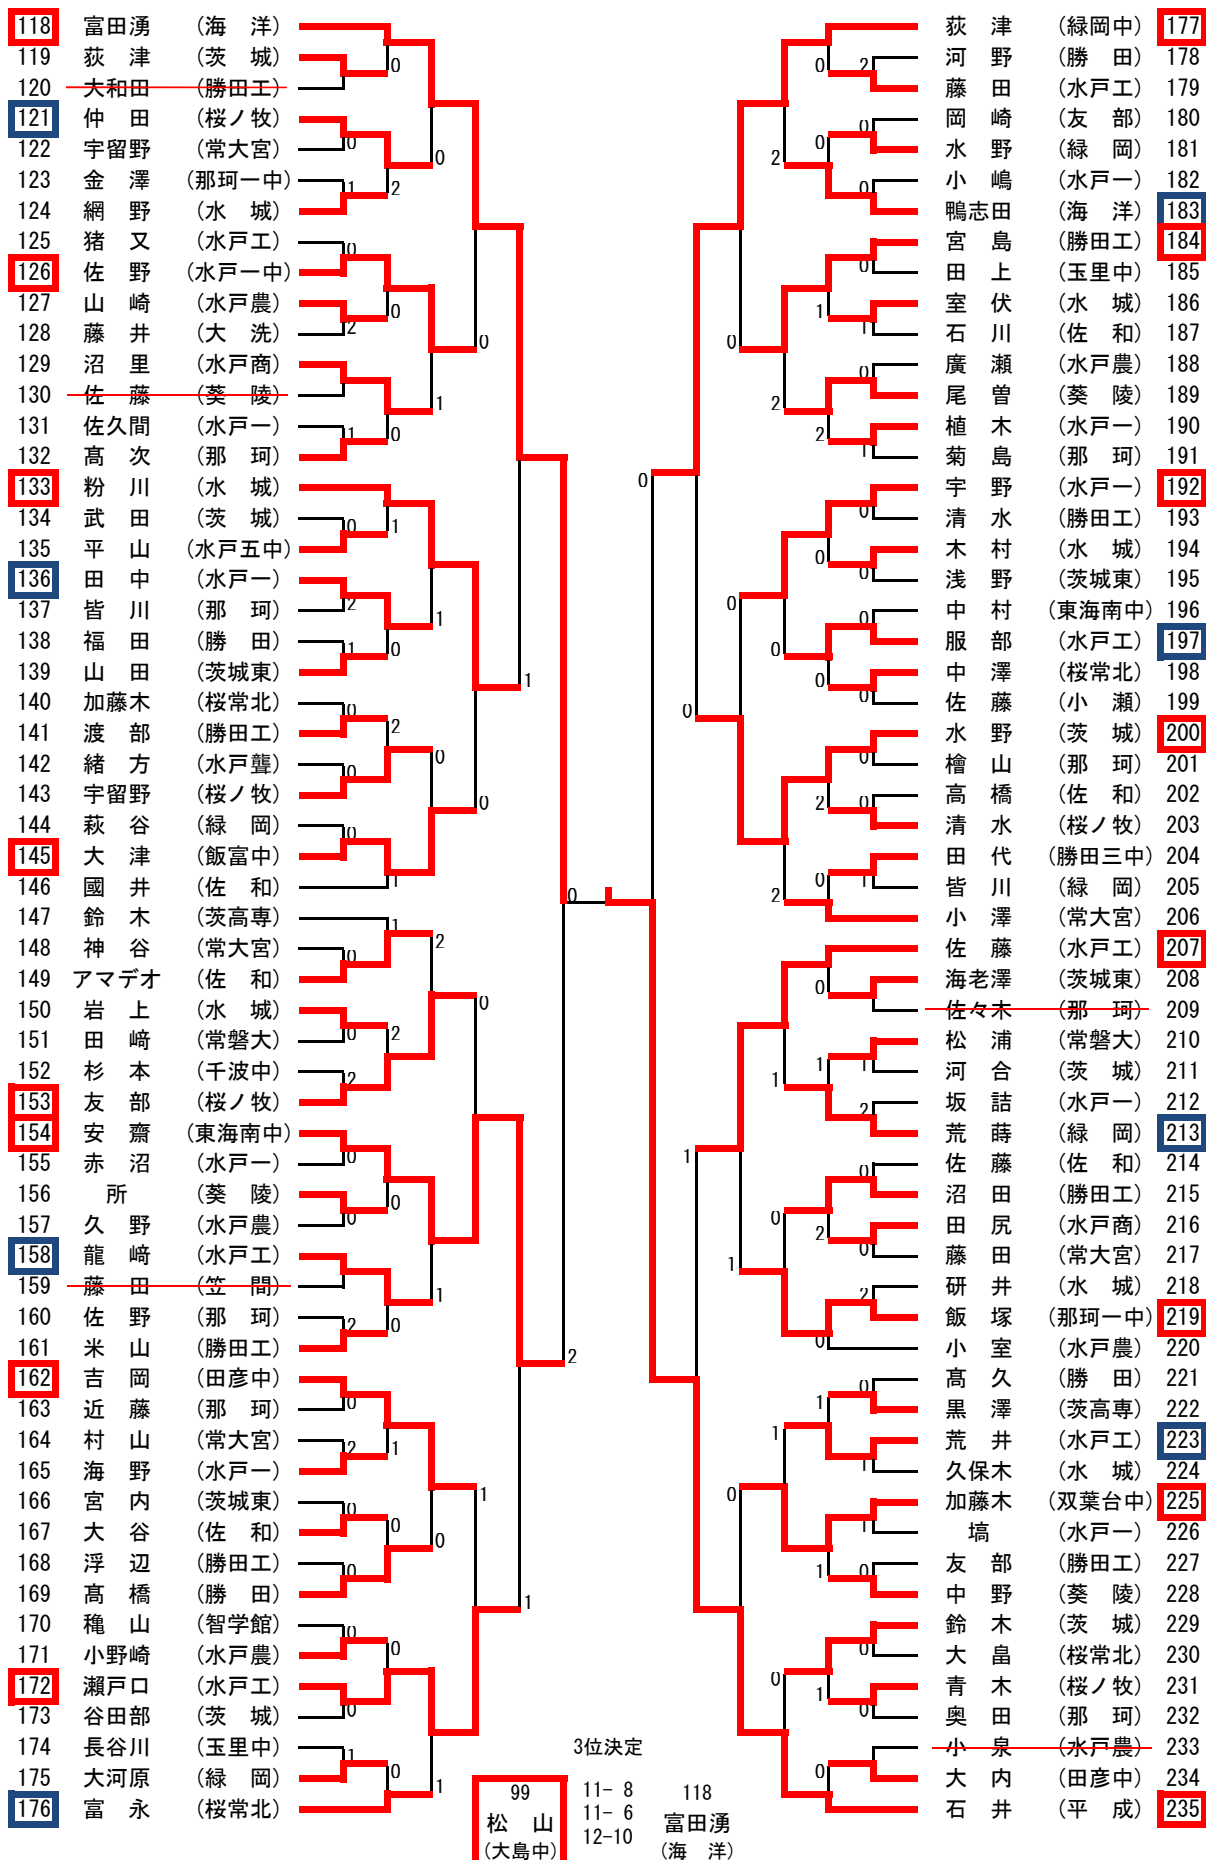 118 富田湧 (海 洋)
119 荻 津 (茨 城)
120 大和田 (勝田工)
121 仲 田 (桜ノ牧)
122 宇留野 (常大宮)
123 金 澤 (那珂一中)
124 網 野 (水 城)
125 猪 又 (水戸工)
126 佐 野 (水戸一中)
127 山 崎 (水戸農)
128 藤 井 (大 洗)
129 沼 里 (水戸商)
130 佐 藤 (葵 陵)
131 佐久間 (水戸一)
132 髙 次 (那 珂)
133 粉 川 (水 城)
134 武 田 (茨 城)
135 平 山 (水戸五中)
136 田 中 (水戸一)
137 皆 川 (那 珂)
138 福 田 (勝 田)
139 山 田 (茨城東)
140 加藤木 (桜常北)
141 渡 部 (勝田工)
142 緒 方 (水戸聾)
143 宇留野 (桜ノ牧)
144 萩 谷 (緑 岡)
145 大 津 (飯富中)
146 國 井 (佐 和)
147 鈴 木 (茨高専)
148 神 谷 (常大宮)
149 アマデオ (佐 和)
150 岩 上 (水 城)
151 田 﨑 (常磐大)
152 杉 本 (千波中)
153 友 部 (桜ノ牧)
154 安 齋 (東海南中)
155 赤 沼 (水戸一)
156 所 (葵 陵)
157 久 野 (水戸農)
158 龍 﨑 (水戸工)
159 藤 田 (笠 間)
160 佐 野 (那 珂)
161 米 山 (勝田工)
162 吉 岡 (田彦中)
163 近 藤 (那 珂)
164 村 山 (常大宮)
165 海 野 (水戸一)
166 宮 内 (茨城東)
167 大 谷 (佐 和)
168 浮 辺 (勝田工)
169 髙 橋 (勝 田)
170 穐 山 (智学館)
171 小野崎 (水戸農)
172 瀬戸口 (水戸工)
173 谷田部 (茨 城)
174 長谷川 (玉里中)
175 大河原 (緑 岡)
176 富 永 (桜常北)
荻 津 (緑岡中) 177
河 野 (勝 田) 178
藤 田 (水戸工) 179
岡 崎 (友 部) 180
水 野 (緑 岡) 181
小 嶋 (水戸一) 182
鴨志田 (海 洋) 183
宮 島 (勝田工) 184
田 上 (玉里中) 185
室 伏 (水 城) 186
石 川 (佐 和) 187
廣 瀬 (水戸農) 188
尾 曽 (葵 陵) 189
植 木 (水戸一) 190
菊 島 (那 珂) 191
宇 野 (水戸一) 192
清 水 (勝田工) 193
木 村 (水 城) 194
浅 野 (茨城東) 195
中 村 (東海南中) 196
服 部 (水戸工) 197
中 澤 (桜常北) 198
佐 藤 (小 瀬) 199
水 野 (茨 城) 200
檜 山 (那 珂) 201
高 橋 (佐 和) 202
清 水 (桜ノ牧) 203
田 代 (勝田三中) 204
皆 川 (緑 岡) 205
小 澤 (常大宮) 206
佐 藤 (水戸工) 207
海老澤 (茨城東) 208
佐々木 (那 珂) 209
松 浦 (常磐大) 210
河 合 (茨 城) 211
坂 詰 (水戸一) 212
荒 蒔 (緑 岡) 213
佐 藤 (佐 和) 214
沼 田 (勝田工) 215
田 尻 (水戸商) 216
藤 田 (常大宮) 217
研 井 (水 城) 218
飯 塚 (那珂一中) 219
小 室 (水戸農) 220
髙 久 (勝 田) 221
黒 澤 (茨高専) 222
荒 井 (水戸工) 223
久保木 (水 城) 224
加藤木 (双葉台中) 225
塙 (水戸一) 226
友 部 (勝田工) 227
中 野 (葵 陵) 228
鈴 木 (茨 城) 229
大 畠 (桜常北) 230
青 木 (桜ノ牧) 231
奥 田 (那 珂) 232
小 泉 (水戸農) 233
大 内 (田彦中) 234
石 井 (平 成) 235
3位決定
99 11- 8 118
松 山 11- 6 富田湧
(大島中) 12-10 (海 洋)